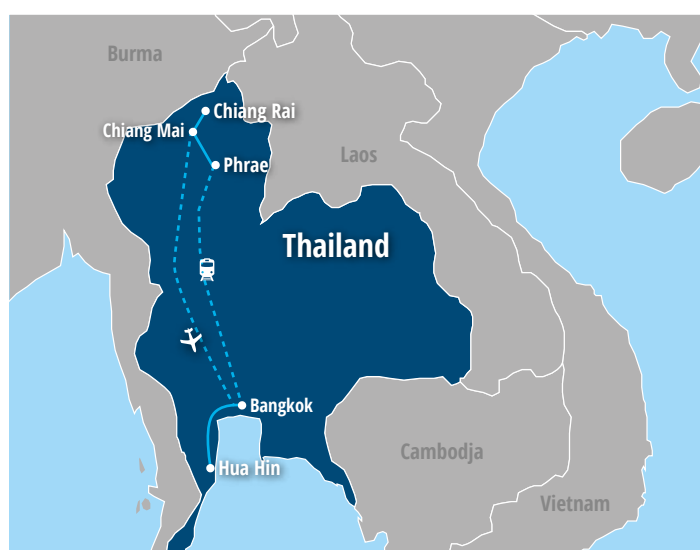 Burma
Chiang Rai
Chiang Mai
Laos
Phrae
Thailand
Bangkok
Cambodja
Hua Hin
Vietnam